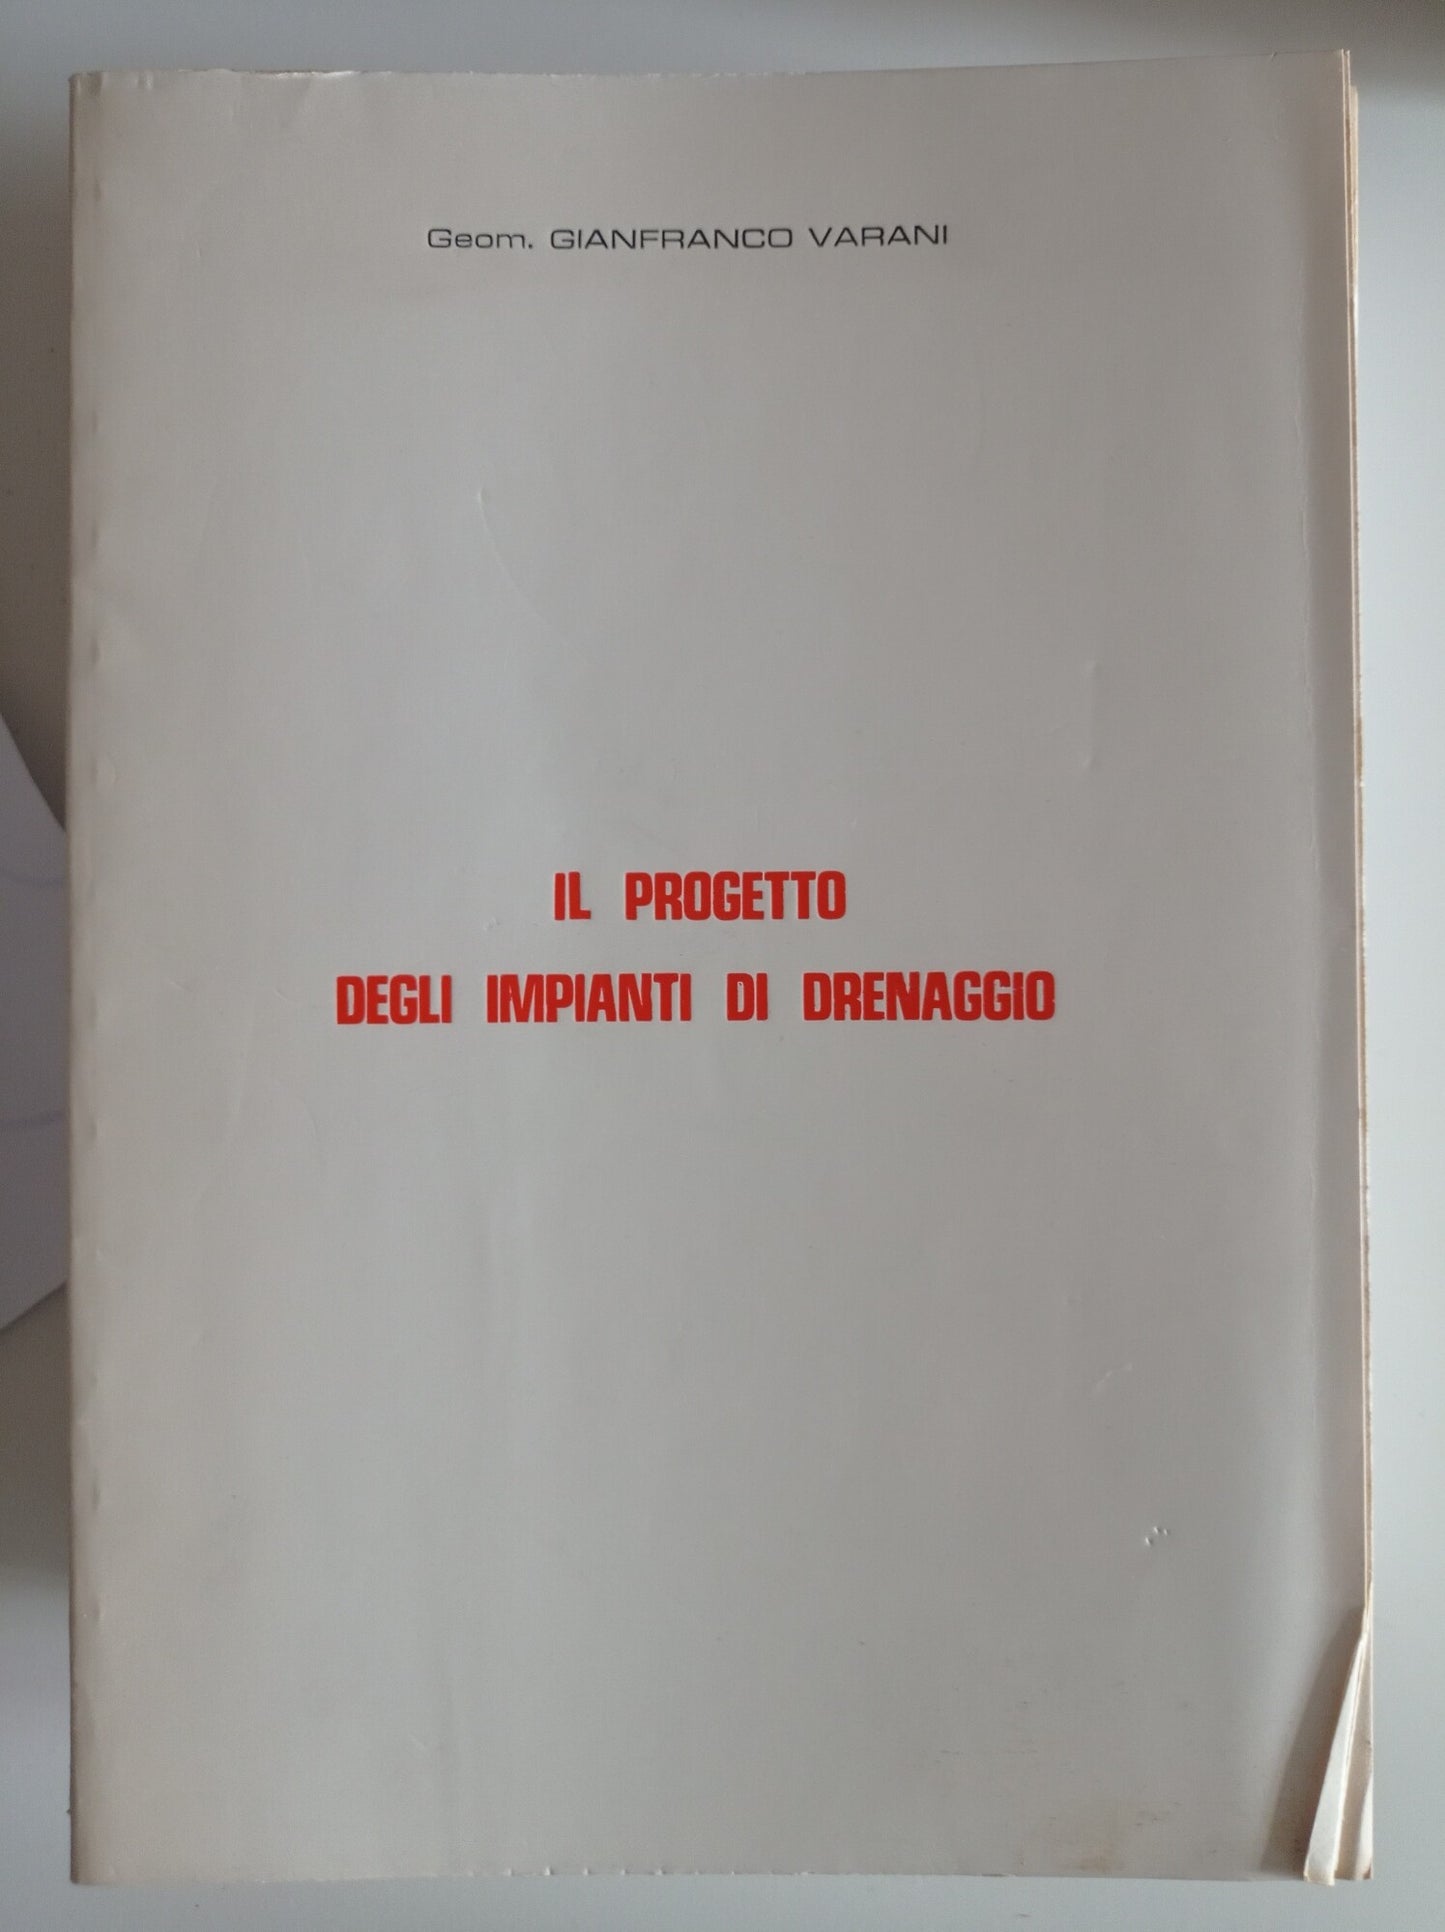 Geom. GIANFRANCO VARANI
IL PROGETTO
DEGLI IMPIANTI DI DRENAGGIO